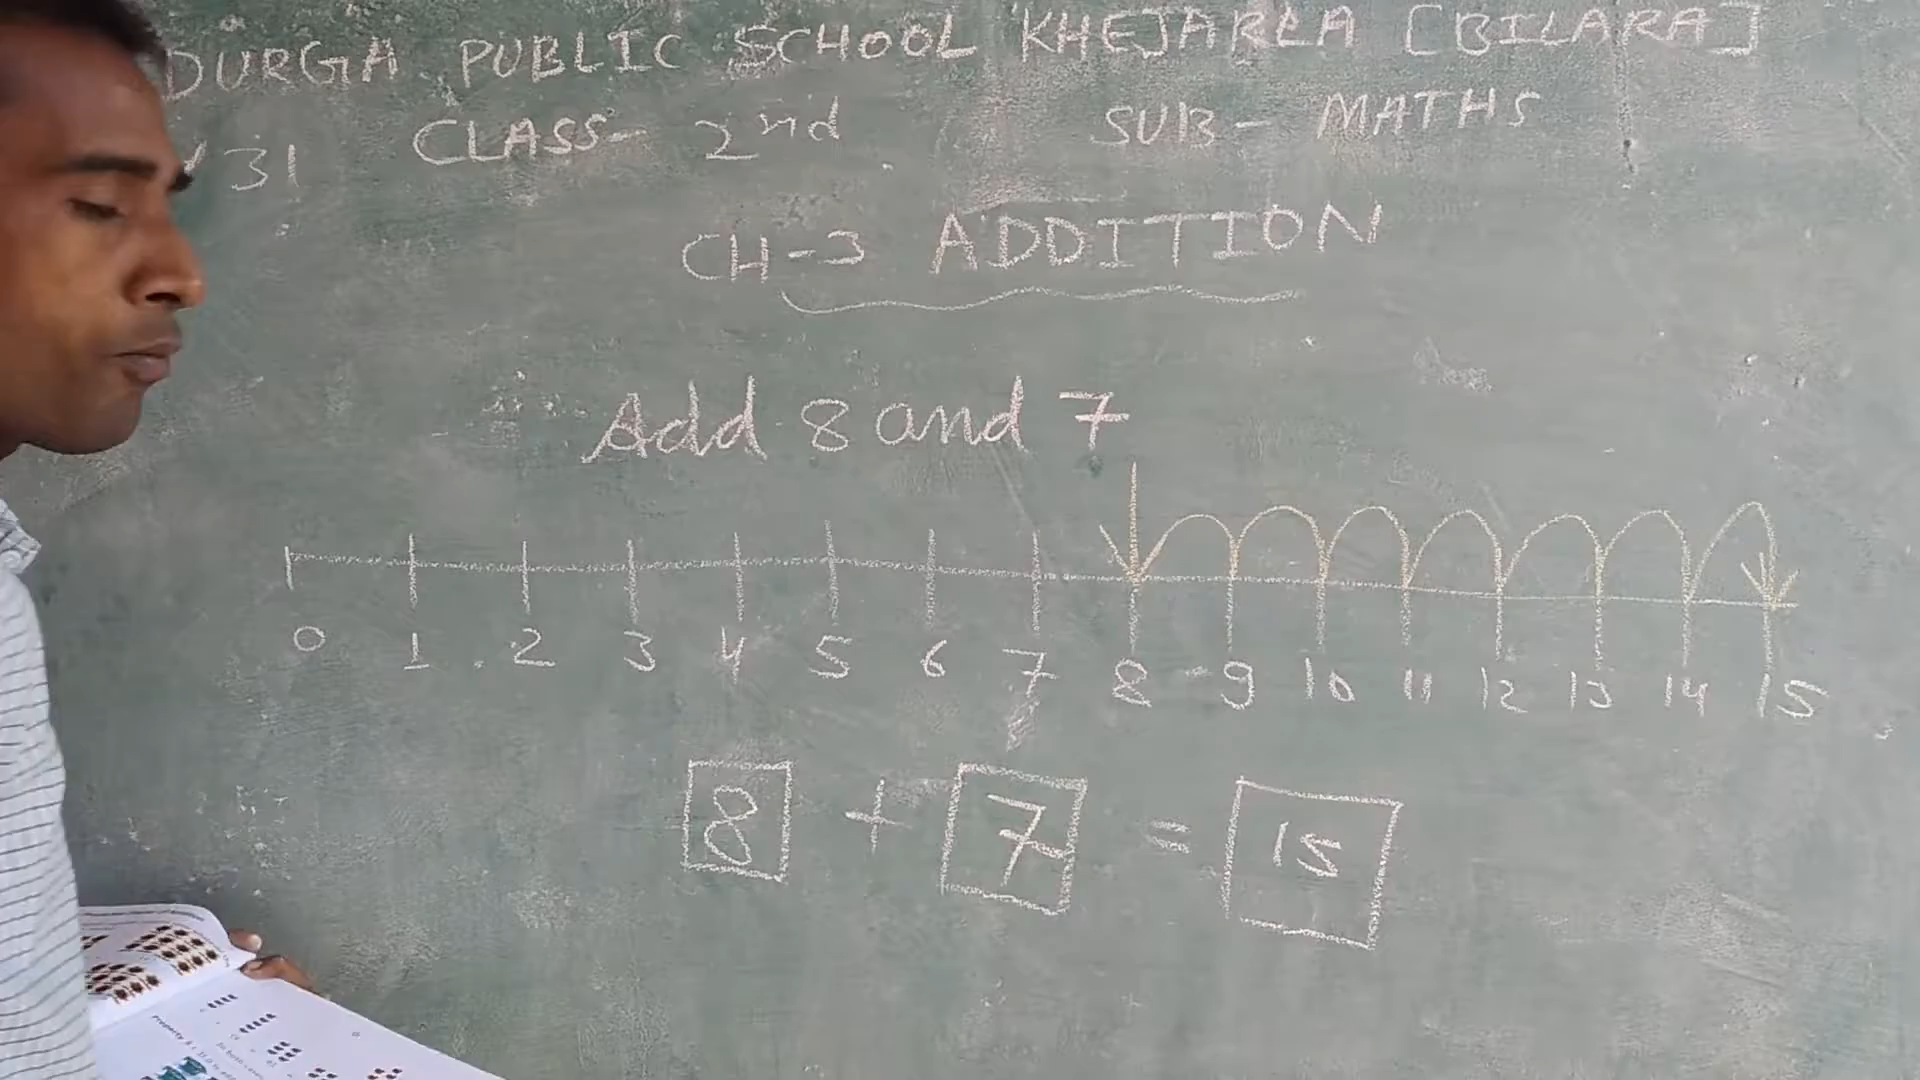 DURGA PUBLIC SCHOOL KHEJARLA [BILARA]
31 CLASS- 2nd SUB- MATHS
CH-3 ADDITION
Add 8 and 7
0 1 2 3 4 5 6 7 8 9 10 11 12 13 14 15
8 + 7 = 15
Property